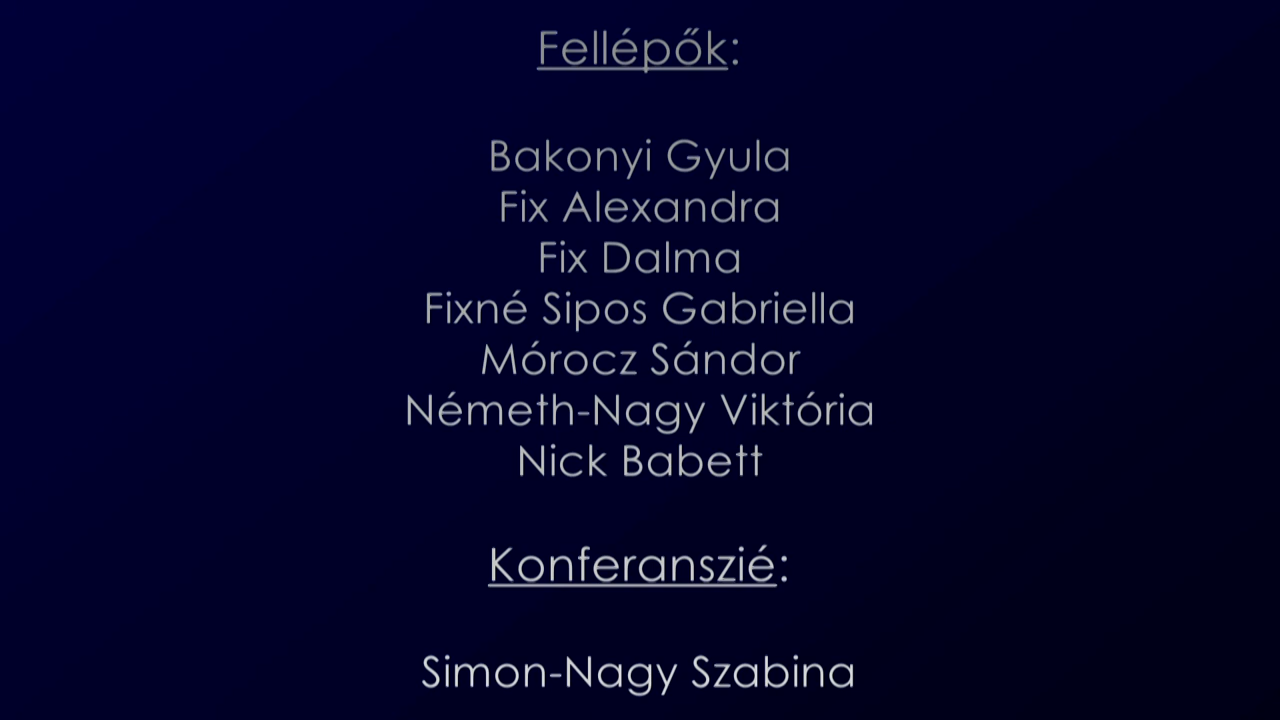 Fellépők:
Bakonyi Gyula
Fix Alexandra
Fix Dalma
Fixné Sipos Gabriella
Mórocz Sándor
Németh-Nagy Viktória
Nick Babett
Konferanszié:
Simon-Nagy Szabina